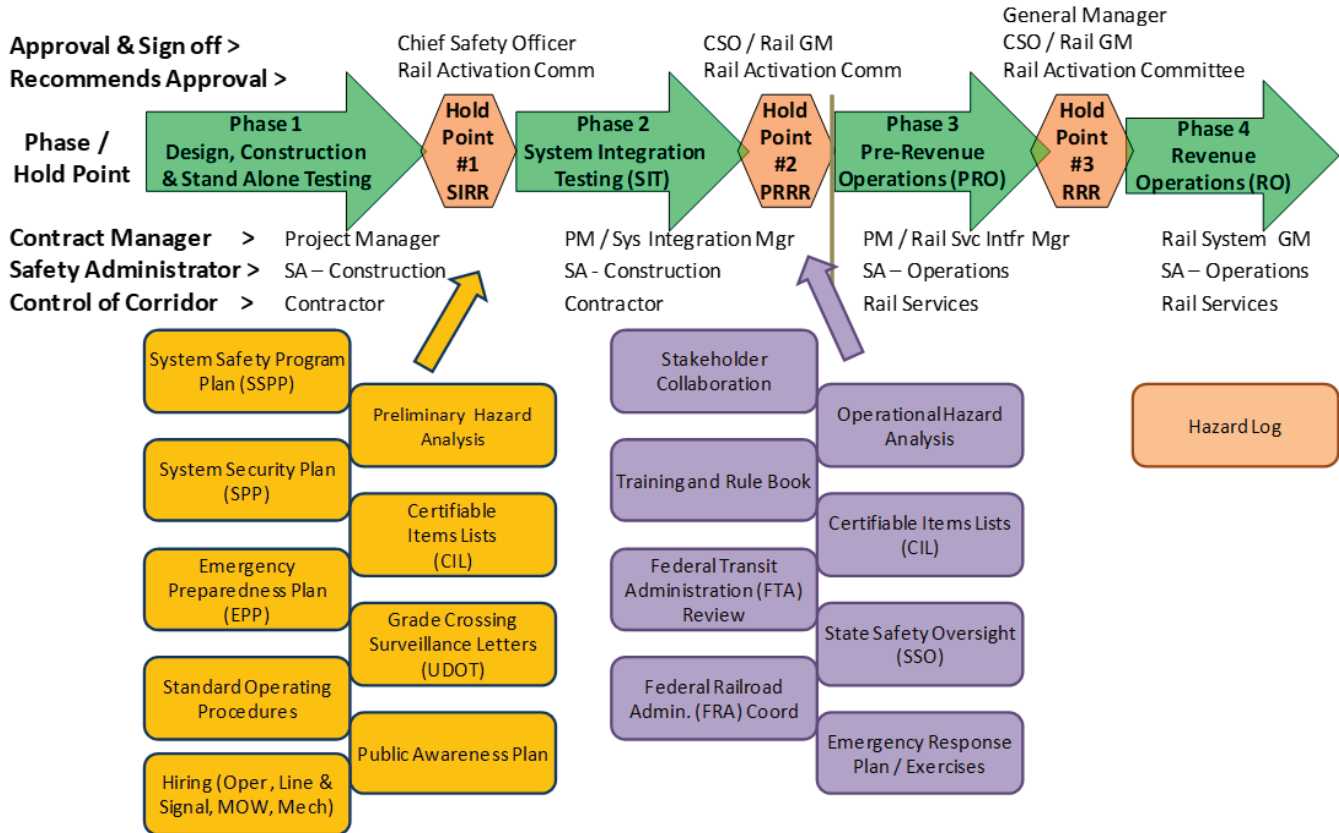 General Manager
Approval & Sign off >
Chief Safety Officer
CSO / Rail GM
CSO / Rail GM
Recommends Approval >
Rail Activation Comm
Rail Activation Comm
Rail Activation Committee
Phase /
Hold Point
Phase 1
Design, Construction
& Stand Alone Testing
Hold
Point
#1
SIRR
Phase 2
System Integration
Testing (SIT)
Hold
Point
#2
PRRR
Phase 3
Pre-Revenue
Operations (PRO)
Hold
Point
#3
RRR
Phase 4
Revenue
Operations (RO)
Contract Manager >
Project Manager
PM / Sys Integration Mgr
PM / Rail Svc Intfr Mgr
Rail System GM
Safety Administrator >
SA – Construction
SA - Construction
SA – Operations
SA – Operations
Control of Corridor >
Contractor
Contractor
Rail Services
Rail Services
System Safety Program
Plan (SSPP)
Preliminary Hazard
Analysis
System Security Plan
(SPP)
Certifiable
Items Lists
(CIL)
Emergency
Preparedness Plan
(EPP)
Grade Crossing
Surveillance Letters
(UDOT)
Standard Operating
Procedures
Public Awareness Plan
Hiring (Oper, Line &
Signal, MOW, Mech)
Stakeholder
Collaboration
Operational Hazard
Analysis
Training and Rule Book
Certifiable Items Lists
(CIL)
Federal Transit
Administration (FTA)
Review
State Safety Oversight
(SSO)
Federal Railroad
Admin. (FRA) Coord
Emergency Response
Plan / Exercises
Hazard Log